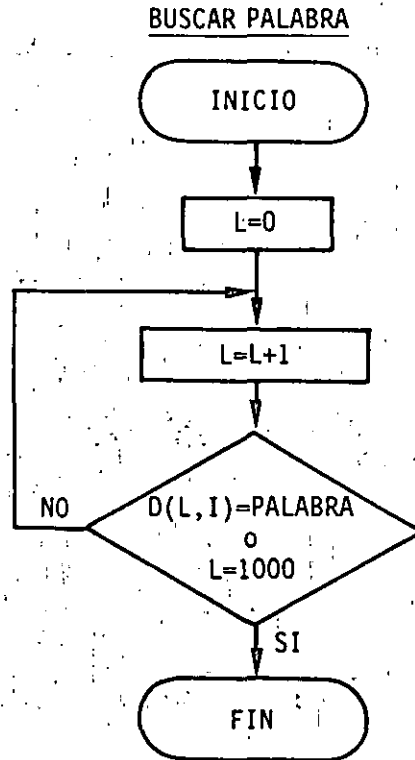 BUSCAR PALABRA
INICIO
L=0
L=L+1
D(L,I)=PALABRA
o
L=1000
NO
SI
FIN